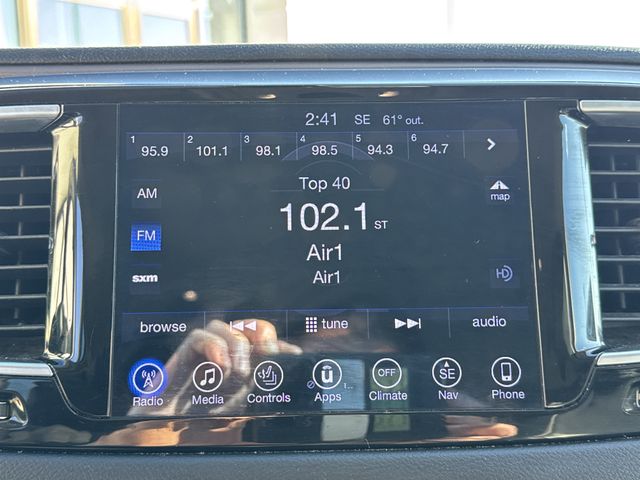 2:41 SE 61° out.
1 95.9 2 101.1 3 98.1 4 98.5 5 94.3 6 94.7 >
AM Top 40 map
FM 102.1 ST
Air1
sxm Air1 HD
browse tune audio
OFF SE
Radio Media Controls Apps Climate Nav Phone